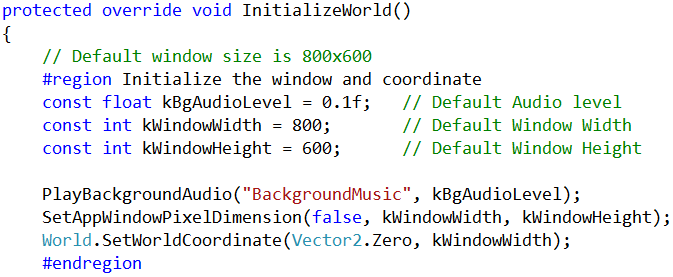 protected override void InitializeWorld()
{
// Default window size is 800x600
#region Initialize the window and coordinate
const float kBgAudioLevel = 0.1f; // Default Audio level
const int kWindowWidth = 800; // Default Window Width
const int kWindowHeight = 600; // Default Window Height
PlayBackgroundAudio("BackgroundMusic", kBgAudioLevel);
SetAppWindowPixelDimension(false, kWindowWidth, kWindowHeight);
World.SetWorldCoordinate(Vector2.Zero, kWindowWidth);
#endregion